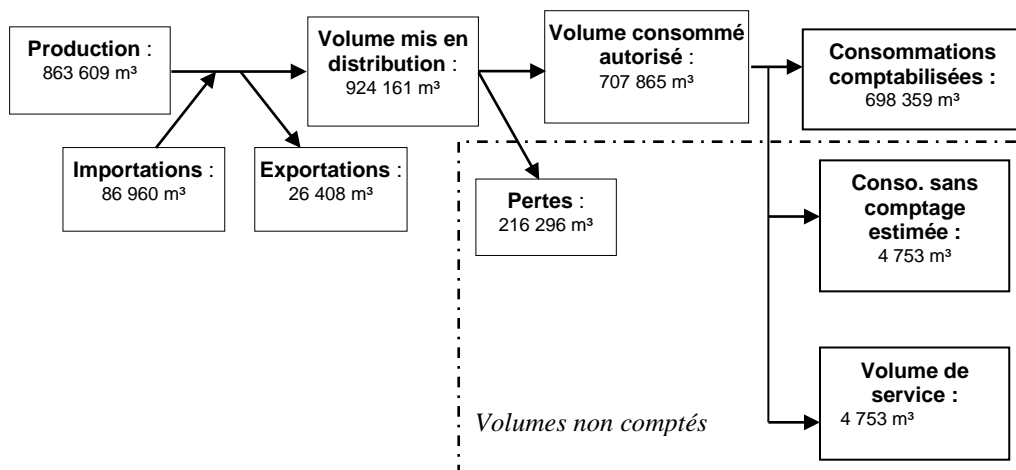 Production :
863 609 m³
Volume mis en
distribution :
924 161 m³
Volume consommé
autorisé :
707 865 m³
Consommations
comptabilisées :
698 359 m³
Importations :
86 960 m³
Exportations :
26 408 m³
Pertes :
216 296 m³
Conso. sans
comptage
estimée :
4 753 m³
Volume de
service :
4 753 m³
Volumes non comptés